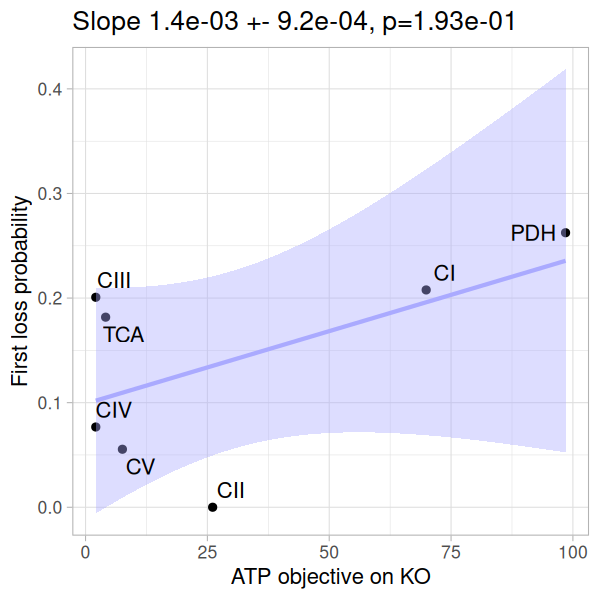 Slope 1.4e-03 +- 9.2e-04, p=1.93e-01
First loss probability
0.4
0.3
0.2
0.1
0.0
PDH
CI
CIII
TCA
CIV
CV
CII
0
25
50
75
100
ATP objective on KO